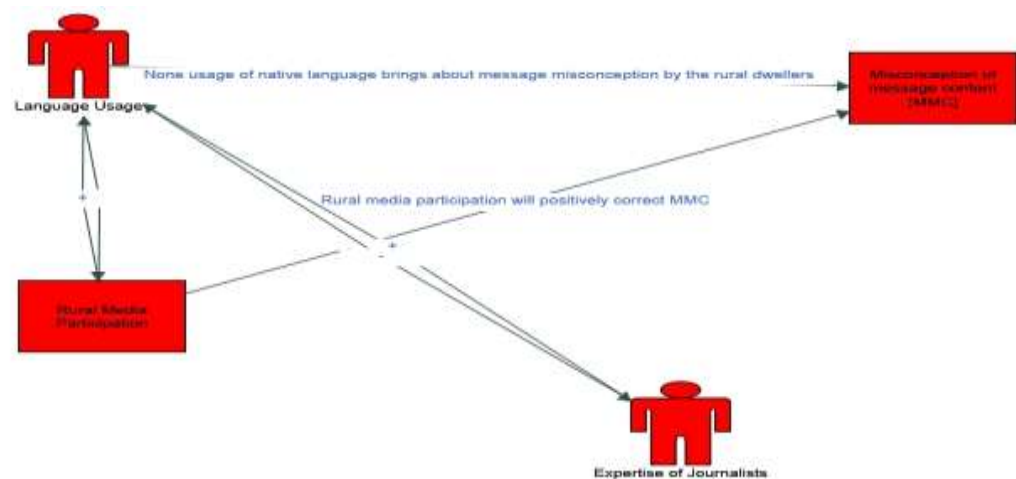 None usage of native language brings about message misconception by the rural dwellers
Misconception of
message content
[MMC]
Language Usages
+
Rural media participation will positively correct MMC
+
-
Rural Media
Participation
Expertise of Journalists